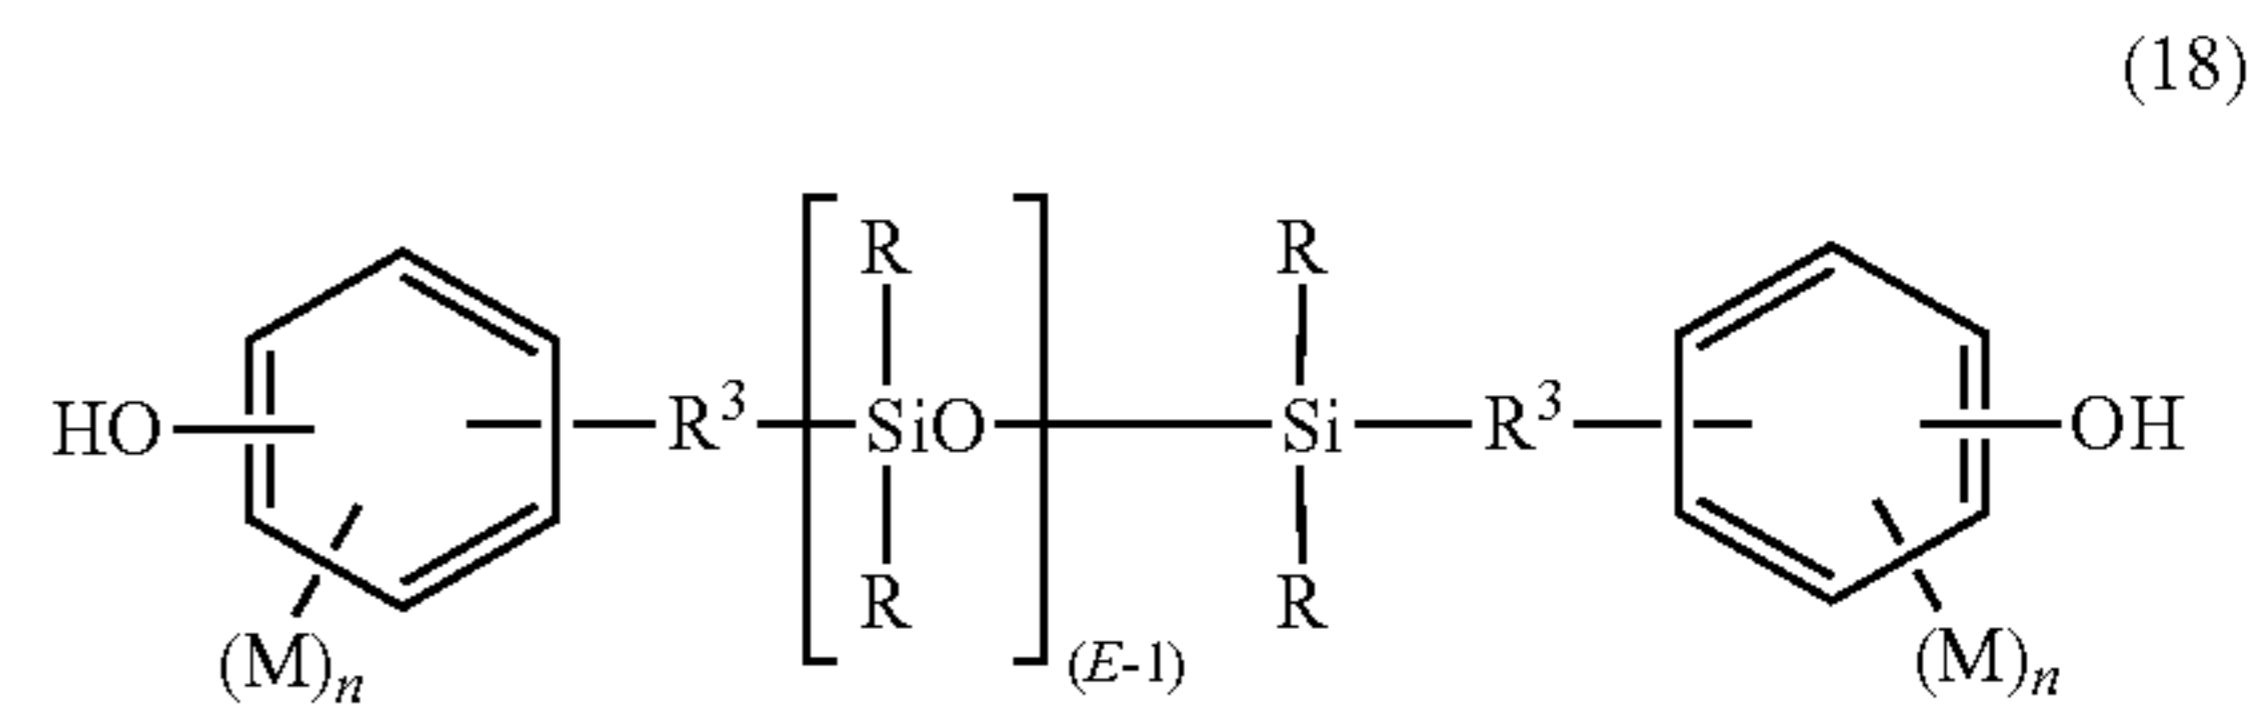 (18)
R R
HO R³ SiO Si R³ OH
R R
(M)n (E-1) (M)n